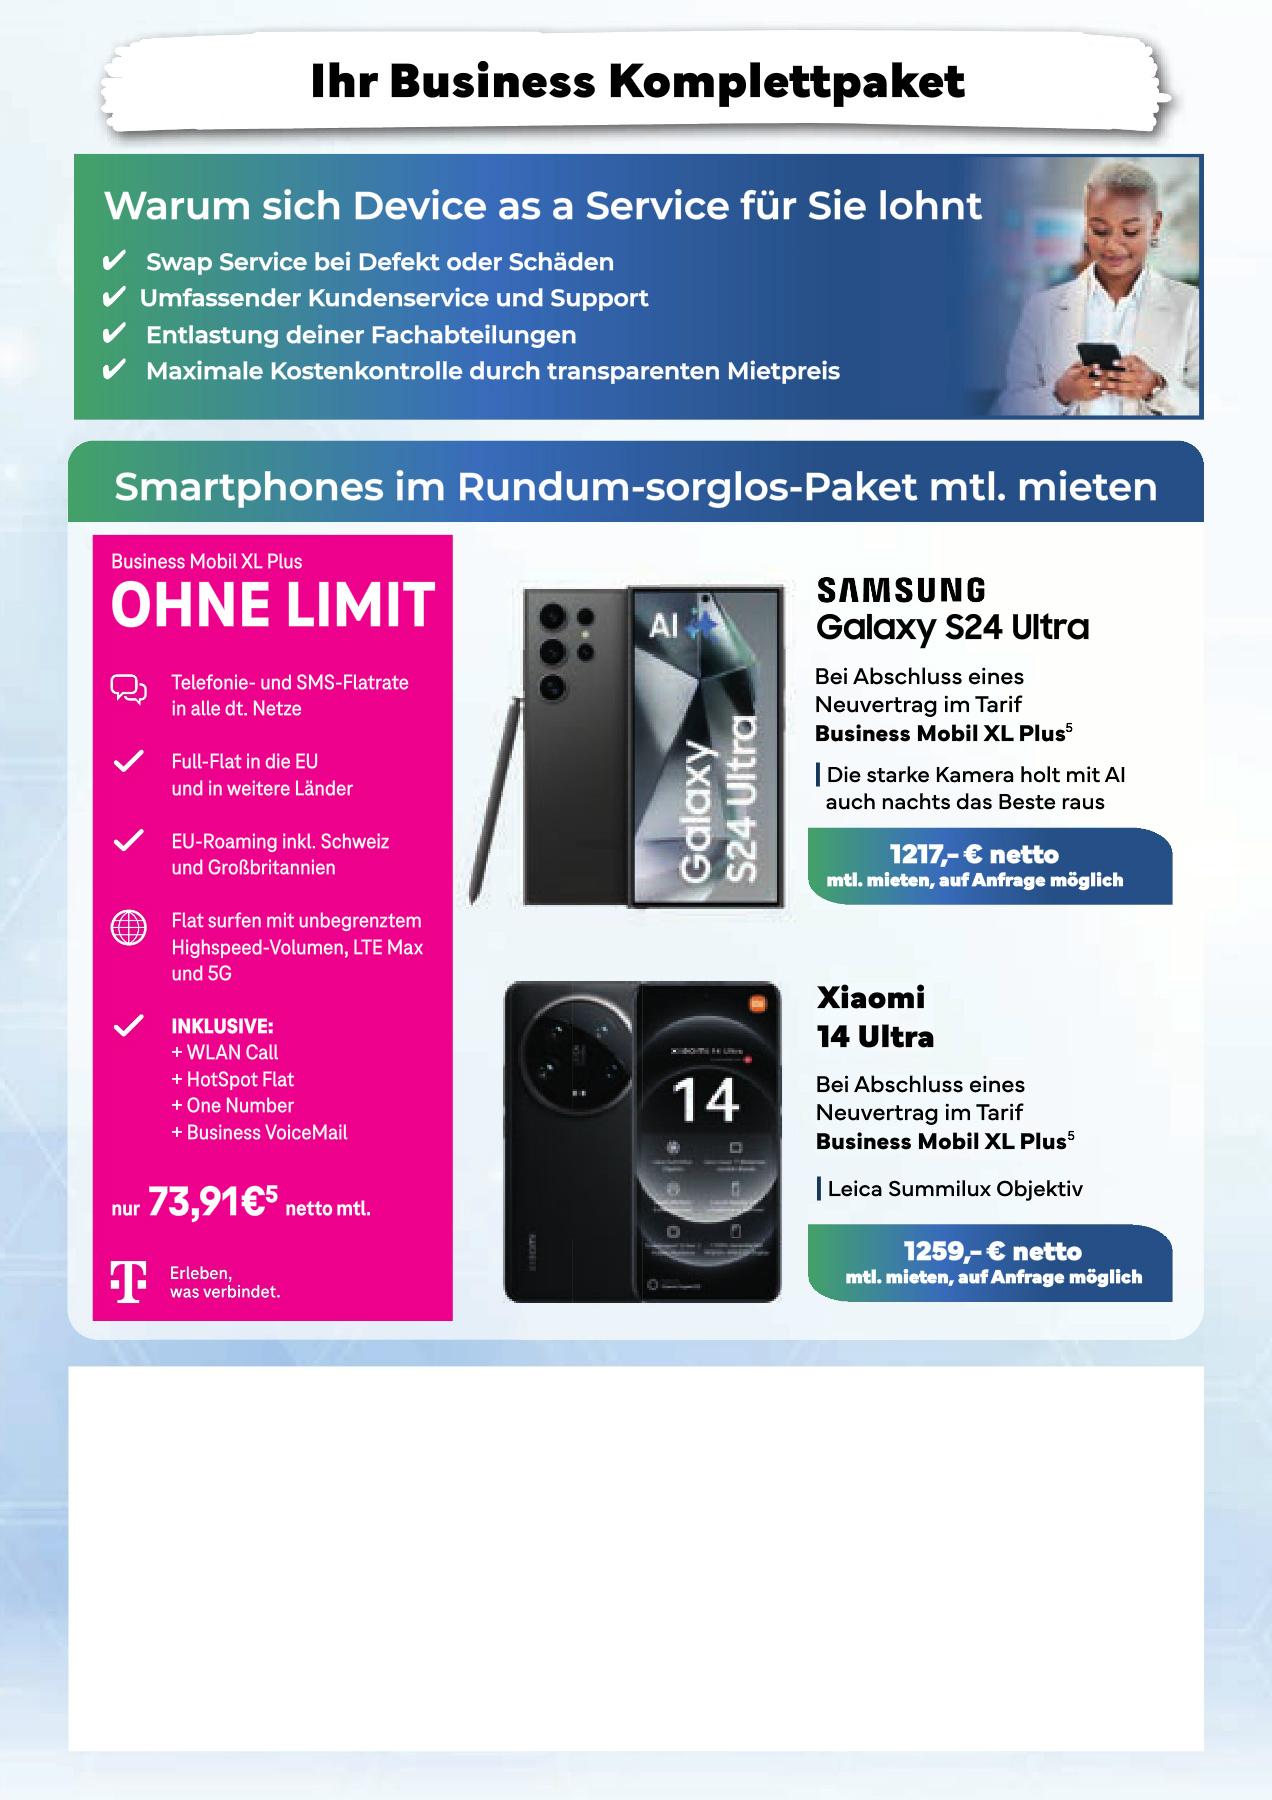 Ihr Business Komplettpaket
Warum sich Device as a Service für Sie lohnt
✔ Swap Service bei Defekt oder Schäden
✔ Umfassender Kundenservice und Support
✔ Entlastung deiner Fachabteilungen
✔ Maximale Kostenkontrolle durch transparenten Mietpreis
Smartphones im Rundum-sorglos-Paket mtl. mieten
Business Mobil XL Plus
OHNE LIMIT
Telefonie- und SMS-Flatrate
in alle dt. Netze
Full-Flat in die EU
und in weitere Länder
EU-Roaming inkl. Schweiz
und Großbritannien
Flat surfen mit unbegrenztem
Highspeed-Volumen, LTE Max
und 5G
INKLUSIVE:
+ WLAN Call
+ HotSpot Flat
+ One Number
+ Business VoiceMail
nur 73,91€⁵ netto mtl.
T
Erleben,
was verbindet.
AI
Galaxy
S24 Ultra
SAMSUNG
Galaxy S24 Ultra
Bei Abschluss eines
Neuvertrag im Tarif
Business Mobil XL Plus⁵
Die starke Kamera holt mit AI
auch nachts das Beste raus
1217,- € netto
mtl. mieten, auf Anfrage möglich
xiaomi
Xiaomi 14 Ultra
14
Xiaomi
14 Ultra
Bei Abschluss eines
Neuvertrag im Tarif
Business Mobil XL Plus⁵
Leica Summilux Objektiv
1259,- € netto
mtl. mieten, auf Anfrage möglich